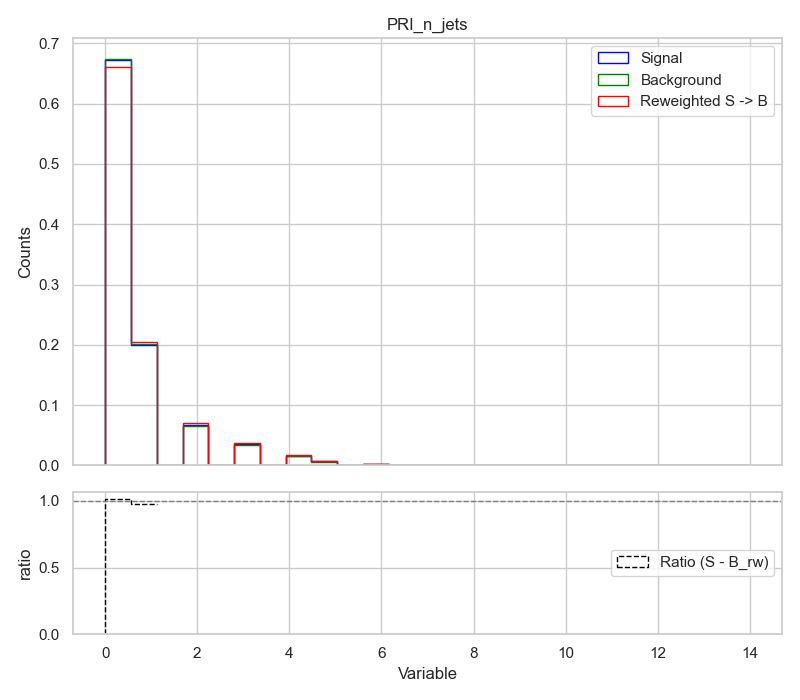 PRI_n_jets
0.7
0.6
0.5
0.4
0.3
0.2
0.1
0.0
Counts
Signal
Background
Reweighted S -> B
1.0
0.5
0.0
ratio
Ratio (S - B_rw)
0 2 4 6 8 10 12 14
Variable